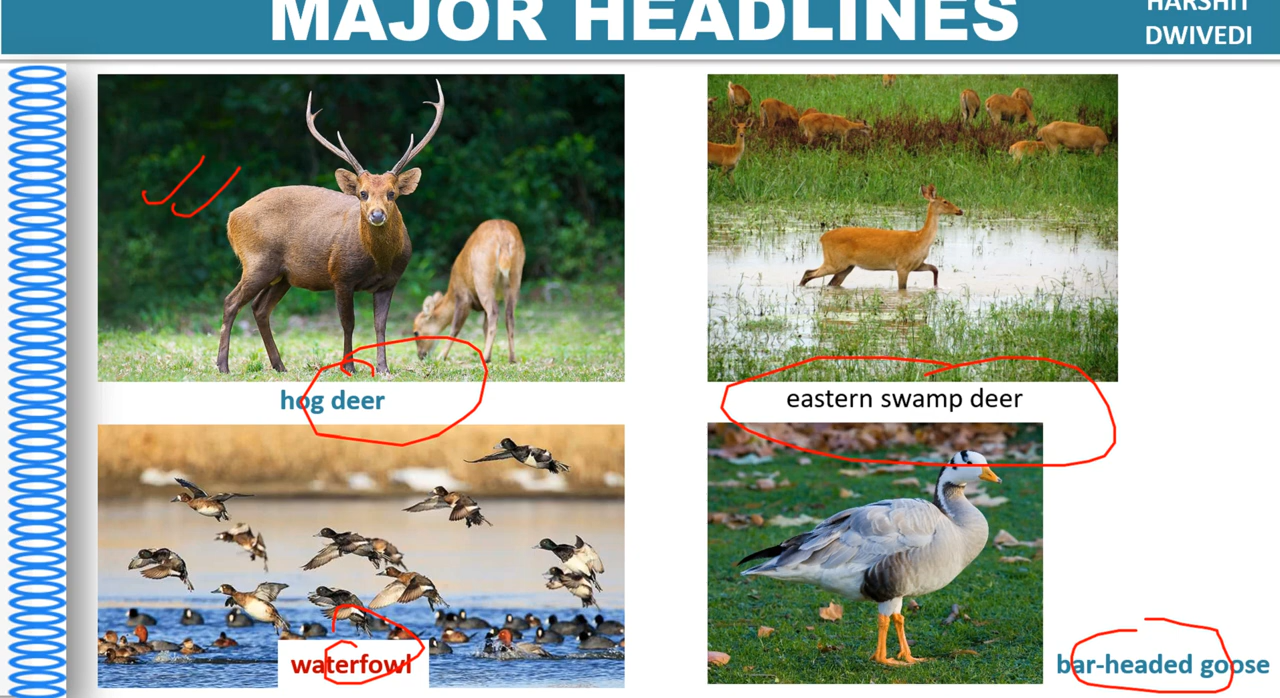 MAJOR HEADLINES
HARSHIT
DWIVEDI
hog deer
eastern swamp deer
waterfowl
bar-headed goose